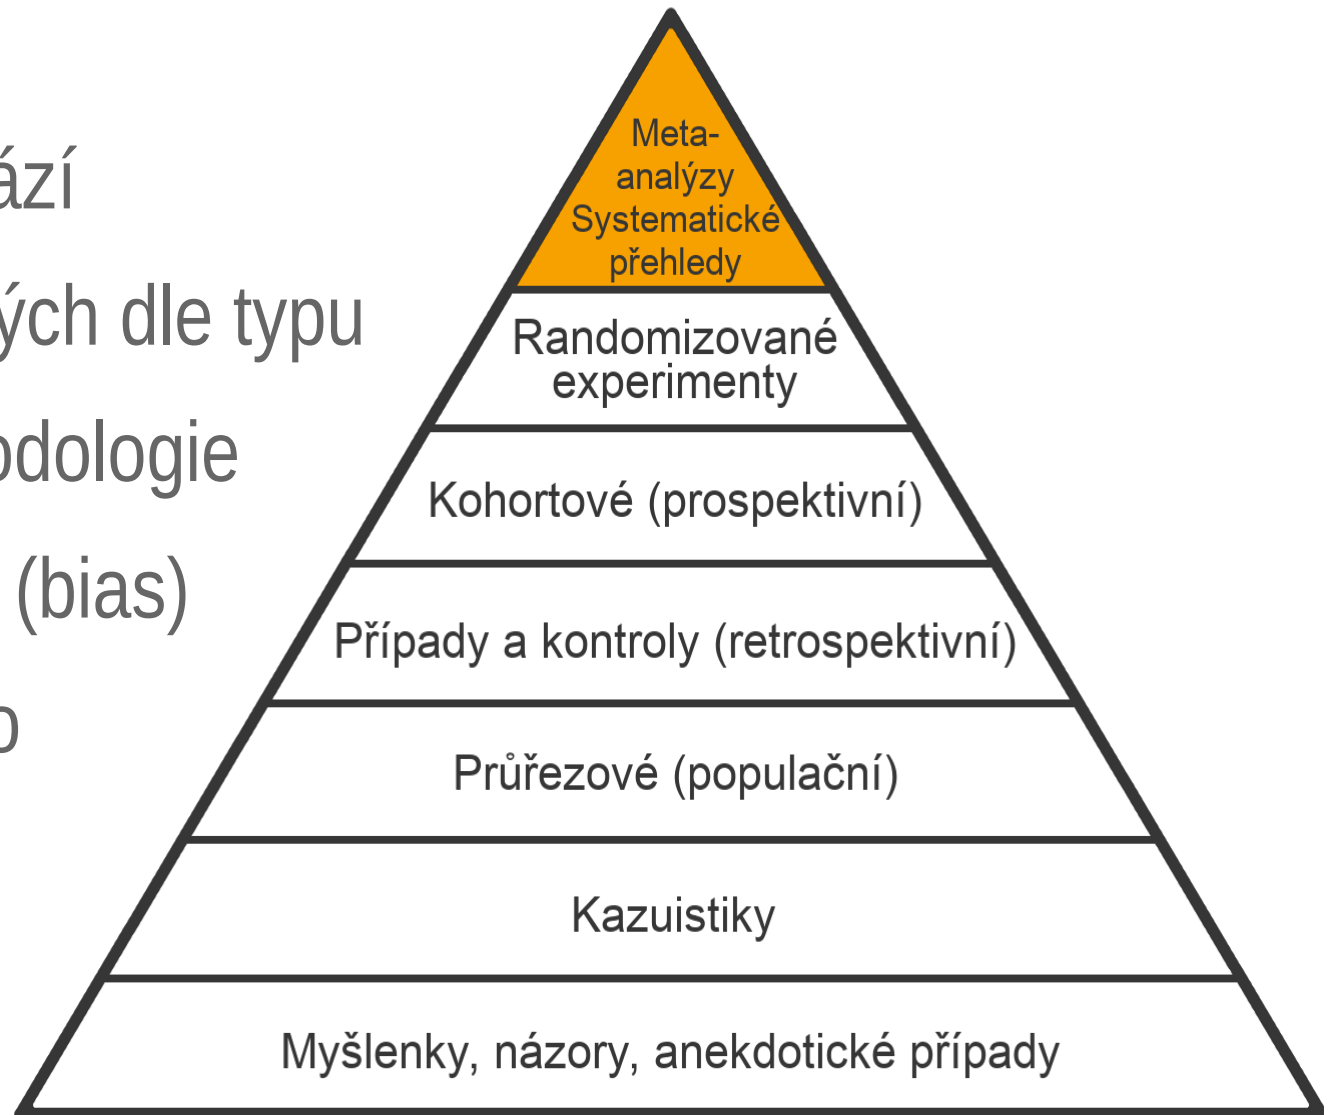 ází
ých dle typu
odologie
(bias)
Meta-
analýzy
Systematické
přehledy
Randomizované
experimenty
Kohortové (prospektivní)
Případy a kontroly (retrospektivní)
Průřezové (populační)
Kazuistiky
Myšlenky, názory, anekdotické případy